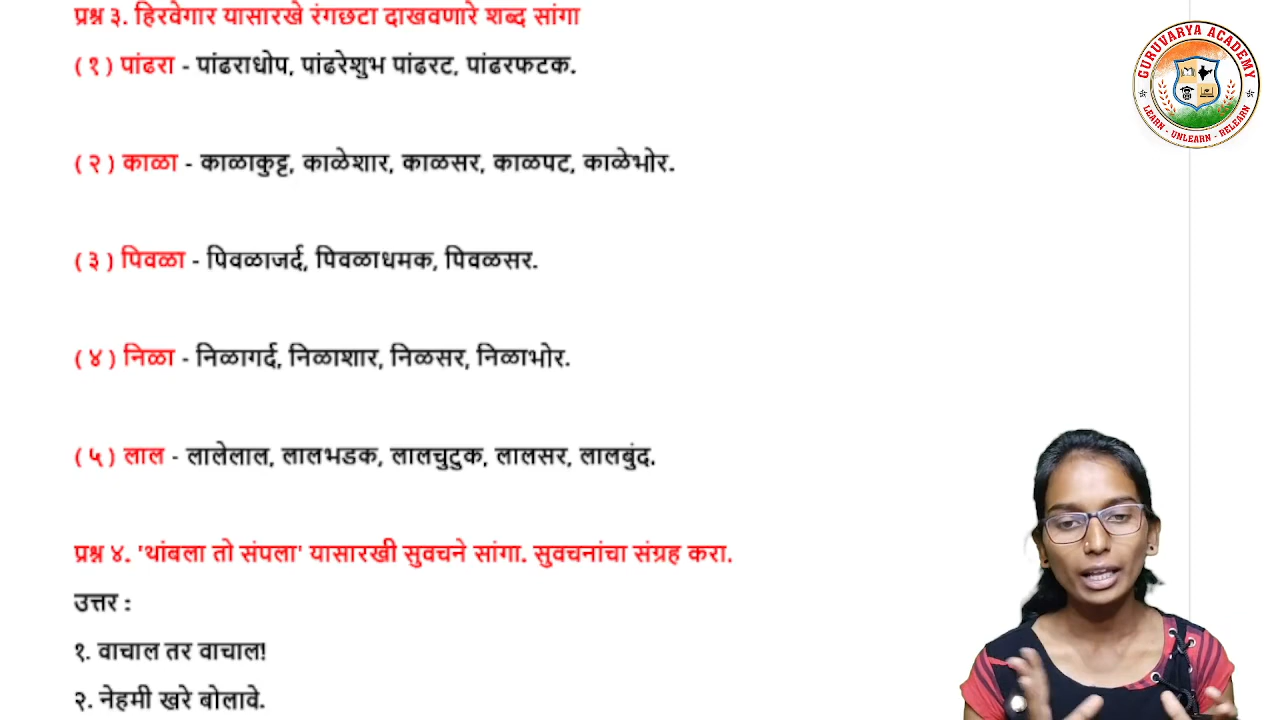 प्रश्न ३. हिरवेगार यासारखे रंगछटा दाखवणारे शब्द सांगा
( १ ) पांढरा - पांढराधोप, पांढरेशुभ पांढरट, पांढरफटक.
( २ ) काळा - काळाकुट्ट, काळेशार, काळसर, काळपट, काळेभोर.
( ३ ) पिवळा - पिवळाजर्द, पिवळाधमक, पिवळसर.
( ४ ) निळा - निळागर्द, निळाशार, निळसर, निळाभोर.
( ५ ) लाल - लालेलाल, लालभडक, लालचुटुक, लालसर, लालबुंद.
प्रश्न ४. 'थांबला तो संपला' यासारखी सुवचने सांगा. सुवचनांचा संग्रह करा.
उत्तर :
१. वाचाल तर वाचाल!
२. नेहमी खरे बोलावे.
GURUVARYA ACADEMY
LEARN - UNLEARN - RELEARN